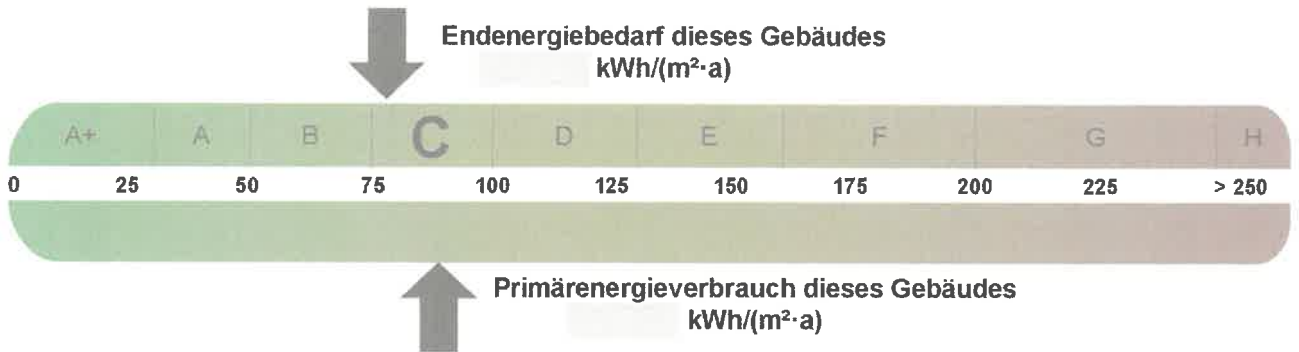 Endenergiebedarf dieses Gebäudes
kWh/(m²·a)
A+ A B C D E F G H
0 25 50 75 100 125 150 175 200 225 > 250
Primärenergieverbrauch dieses Gebäudes
kWh/(m²·a)